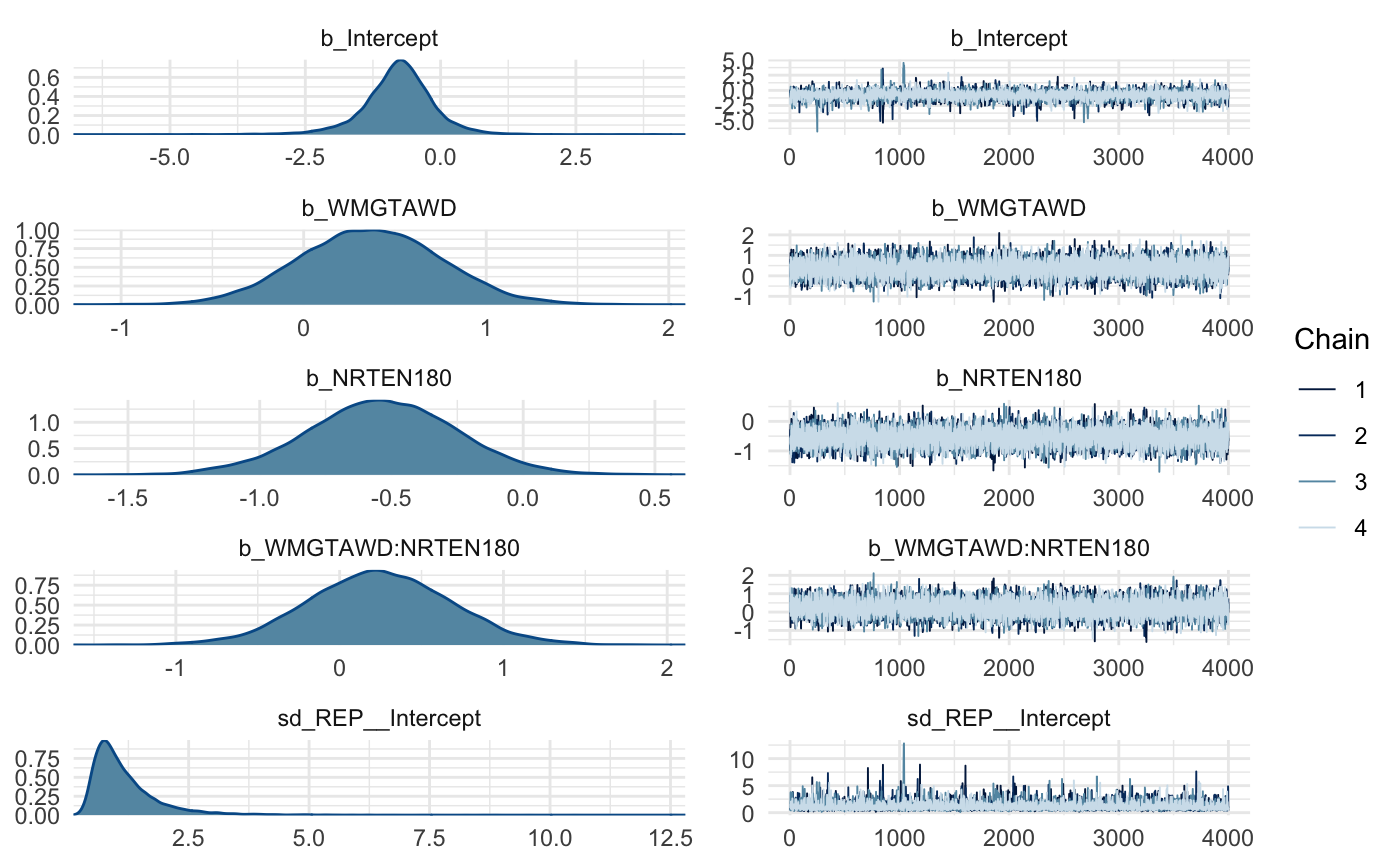 b_Intercept
0.6
0.4
0.2
0.0
-5.0 -2.5 0.0 2.5
b_Intercept
5.0
2.5
0.0
-2.5
-5.0
0 1000 2000 3000 4000
b_WMGTAWD
1.00
0.75
0.50
0.25
0.00
-1 0 1 2
b_WMGTAWD
2
1
0
-1
0 1000 2000 3000 4000
b_NRTEN180
1.0
0.5
0.0
-1.5 -1.0 -0.5 0.0 0.5
b_NRTEN180
0
-1
0 1000 2000 3000 4000
b_WMGTAWD:NRTEN180
0.75
0.50
0.25
0.00
-1 0 1 2
b_WMGTAWD:NRTEN180
2
1
0
-1
0 1000 2000 3000 4000
sd_REP__Intercept
0.75
0.50
0.25
0.00
2.5 5.0 7.5 10.0 12.5
sd_REP__Intercept
10
5
0
0 1000 2000 3000 4000
Chain
1
2
3
4